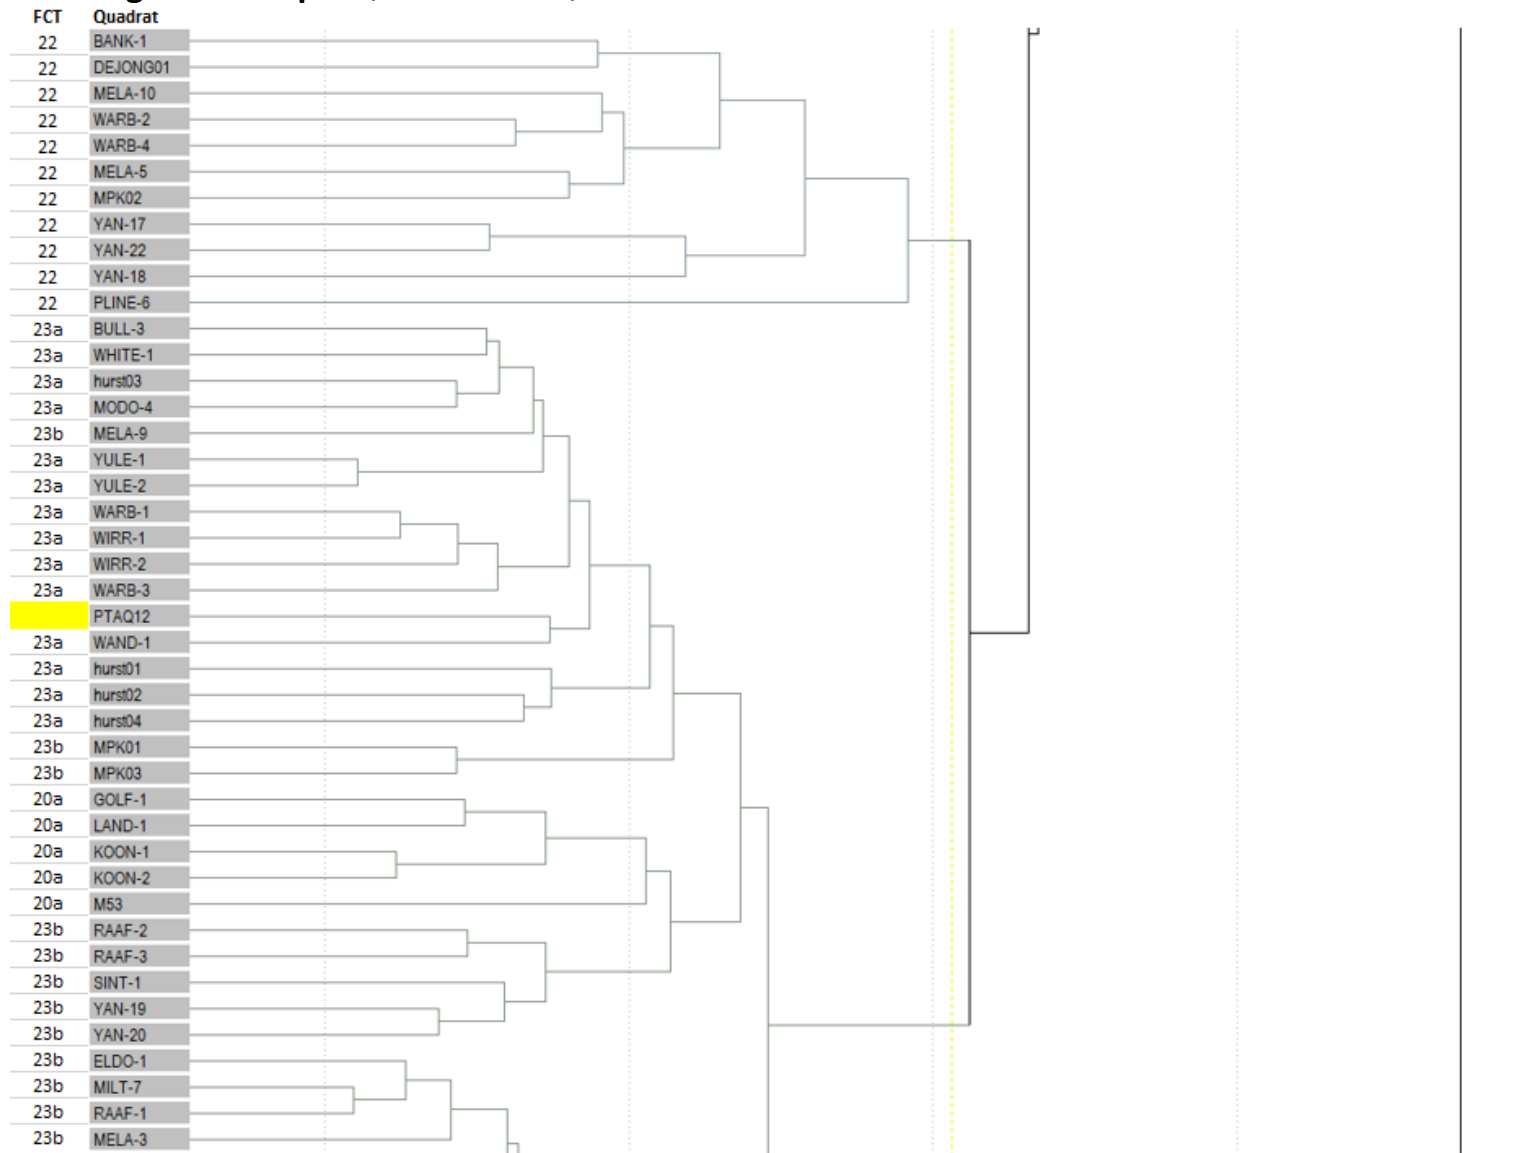 FCT Quadrat
22 BANK-1
22 DEJONG01
22 MELA-10
22 WARB-2
22 WARB-4
22 MELA-5
22 MPK02
22 YAN-17
22 YAN-22
22 YAN-18
22 PLINE-6
23a BULL-3
23a WHITE-1
23a hurst03
23a MODO-4
23b MELA-9
23a YULE-1
23a YULE-2
23a WARB-1
23a WIRR-1
23a WIRR-2
23a WARB-3
PTAQ12
23a WAND-1
23a hurst01
23a hurst02
23a hurst04
23b MPK01
23b MPK03
20a GOLF-1
20a LAND-1
20a KOON-1
20a KOON-2
20a M53
23b RAAF-2
23b RAAF-3
23b SINT-1
23b YAN-19
23b YAN-20
23b ELDO-1
23b MILT-7
23b RAAF-1
23b MELA-3